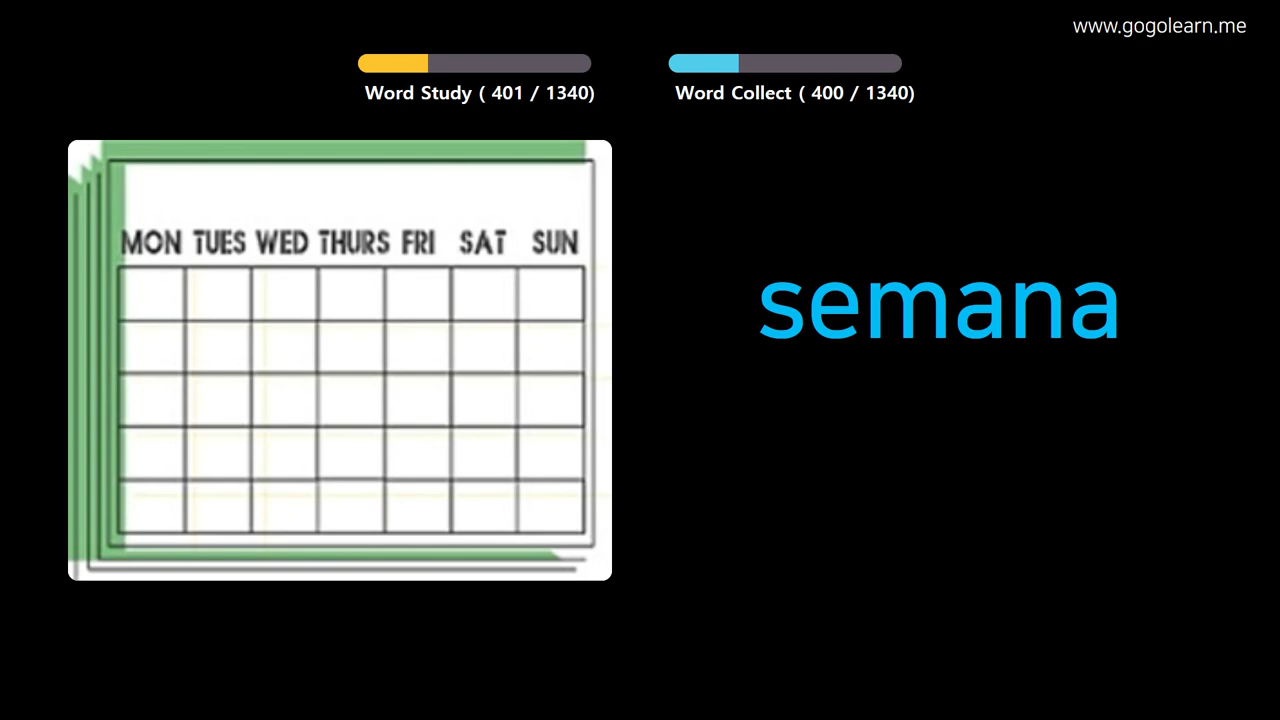 www.gogolearn.me
Word Study ( 401 / 1340)
Word Collect ( 400 / 1340)
MON TUES WED THURS FRI SAT SUN
semana